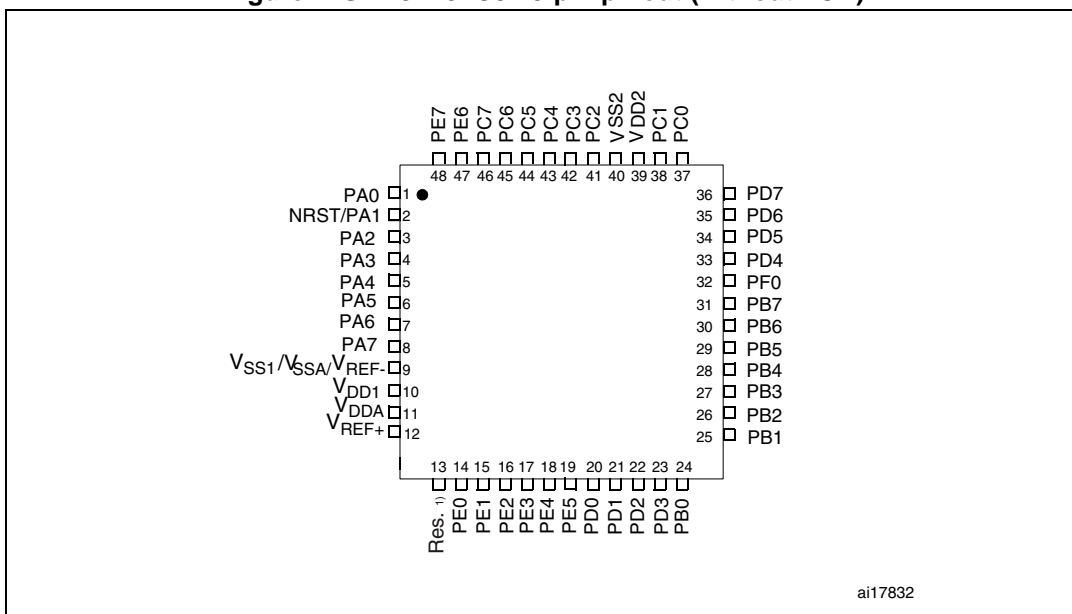 PE7 PE6 PC7 PC6 PC5 PC4 PC3 PC2 VSS2 VDD2 PC1 PC0
48 47 46 45 44 43 42 41 40 39 38 37
PA0 1
NRST/PA1 2
PA2 3
PA3 4
PA4 5
PA5 6
PA6 7
PA7 8
VSS1/VSSA/VREF- 9
VDD1 10
VDDA 11
VREF+ 12
36 PD7
35 PD6
34 PD5
33 PD4
32 PF0
31 PB7
30 PB6
29 PB5
28 PB4
27 PB3
26 PB2
25 PB1
13 14 15 16 17 18 19 20 21 22 23 24
Res. 1) PE0 PE1 PE2 PE3 PE4 PE5 PD0 PD1 PD2 PD3 PB0
ai17832